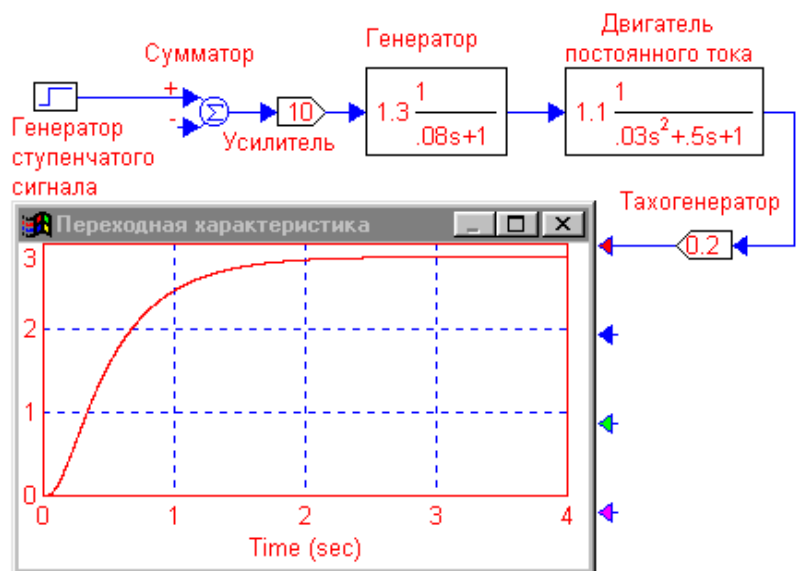 Сумматор
Генератор
Двигатель
постоянного тока
+
-
Σ
10
1.3 1
.08s+1
1.1 1
.03s²+.5s+1
Генератор
ступенчатого
сигнала
Усилитель
Тахогенератор
0.2
Переходная характеристика
3
2
1
0
0 1 2 3 4
Time (sec)